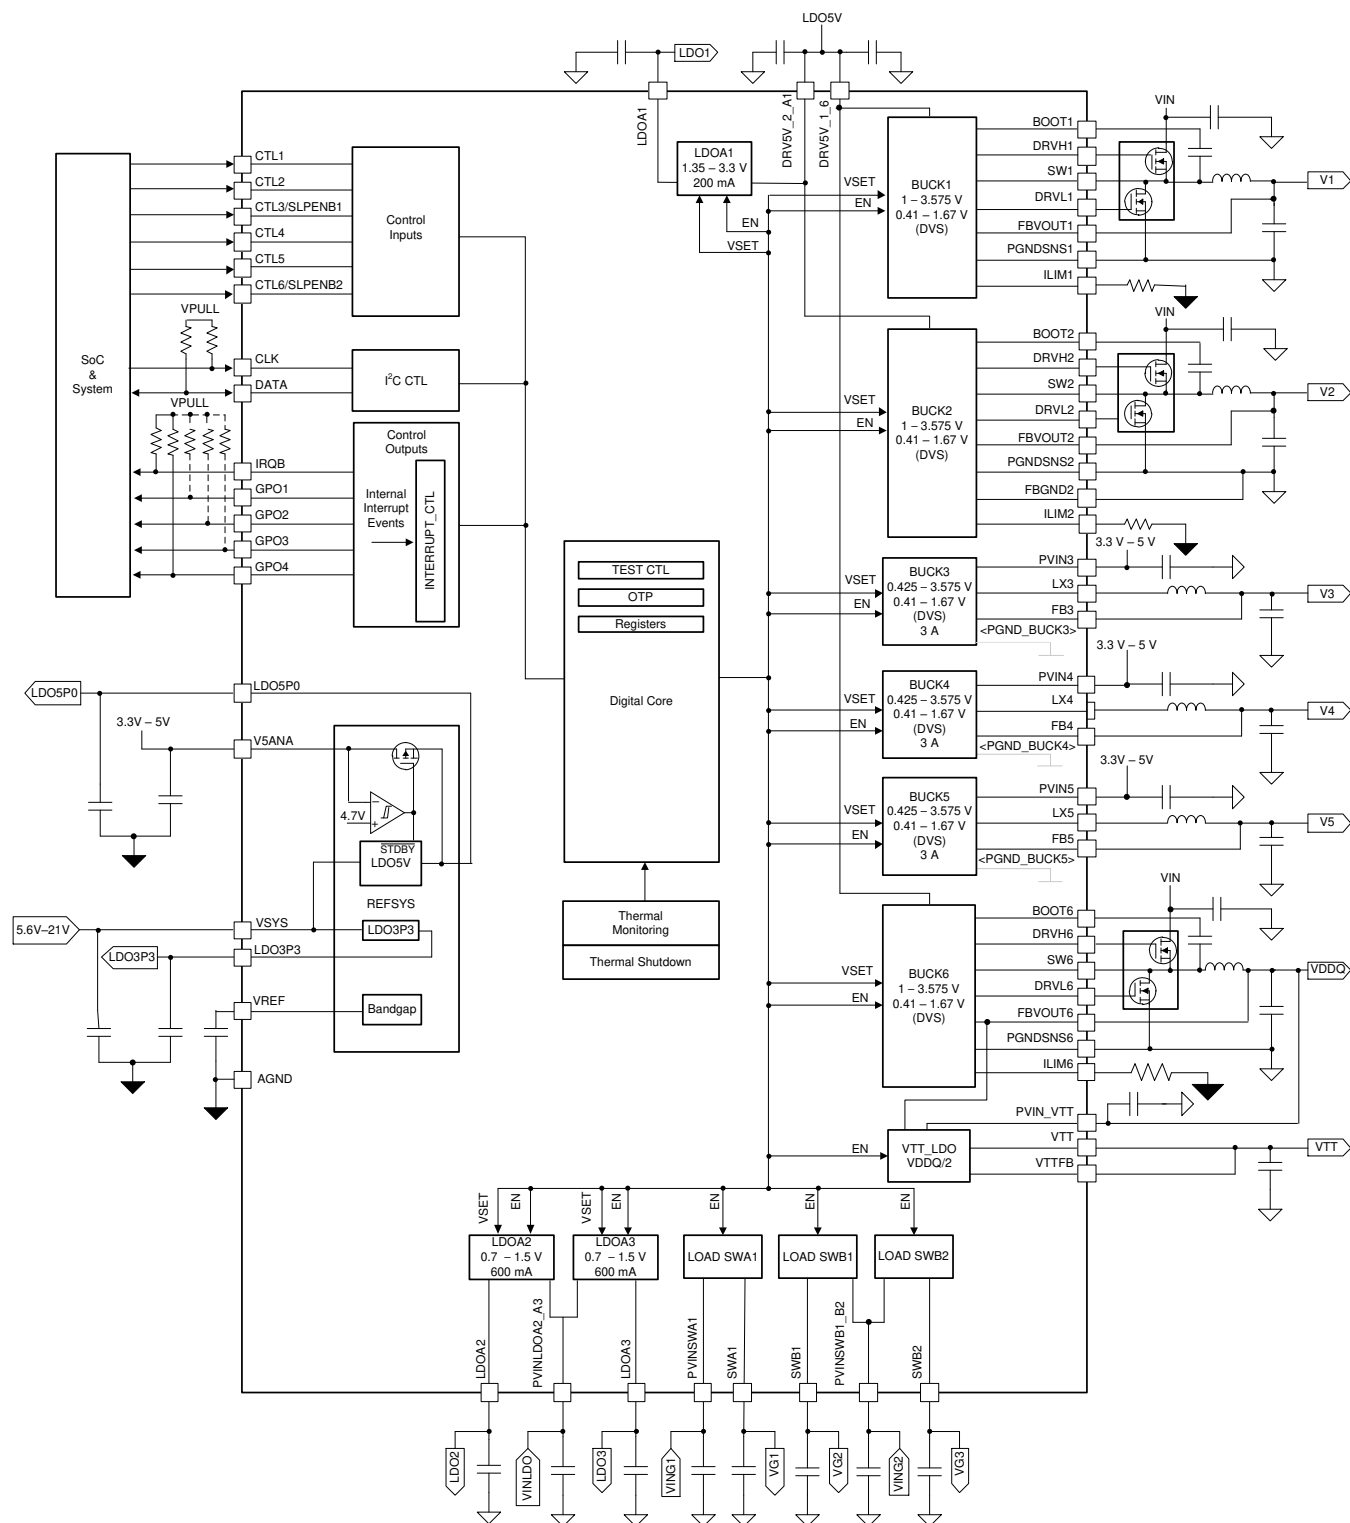 LDO5V
LDO1
LDOA1
DRV5V_2_A1
DRV5V_1_6
LDOA1
1.35 – 3.3 V
200 mA
EN
VSET
SoC
&
System
CTL1
CTL2
CTL3/SLPENB1
CTL4
CTL5
CTL6/SLPENB2
Control
Inputs
VPULL
CLK
DATA
I²C CTL
VPULL
IRQB
GPO1
GPO2
GPO3
GPO4
Control
Outputs
Internal
Interrupt
Events
INTERRUPT_CTL
TEST CTL
OTP
Registers
Digital Core
Thermal
Monitoring
Thermal Shutdown
LDO5P0
LDO5P0
3.3V – 5V
V5ANA
4.7V
STDBY
LDO5V
REFSYS
5.6V–21V
VSYS
LDO3P3
LDO3P3
LDO3P3
VREF
Bandgap
AGND
VSET
EN
BUCK1
1 – 3.575 V
0.41 – 1.67 V
(DVS)
BOOT1
DRVH1
SW1
DRVL1
FBVOUT1
PGNDSNS1
ILIM1
VIN
V1
VSET
EN
BUCK2
1 – 3.575 V
0.41 – 1.67 V
(DVS)
BOOT2
DRVH2
SW2
DRVL2
FBVOUT2
PGNDSNS2
FBGND2
ILIM2
VIN
V2
VSET
EN
BUCK3
0.425 – 3.575 V
0.41 – 1.67 V
(DVS)
3 A
PVIN3
LX3
FB3
<PGND_BUCK3>
3.3 V – 5 V
V3
VSET
EN
BUCK4
0.425 – 3.575 V
0.41 – 1.67 V
(DVS)
3 A
PVIN4
LX4
FB4
<PGND_BUCK4>
3.3 V – 5 V
V4
VSET
EN
BUCK5
0.425 – 3.575 V
0.41 – 1.67 V
(DVS)
3 A
PVIN5
LX5
FB5
<PGND_BUCK5>
3.3V – 5V
V5
VSET
EN
BUCK6
1 – 3.575 V
0.41 – 1.67 V
(DVS)
BOOT6
DRVH6
SW6
DRVL6
FBVOUT6
PGNDSNS6
ILIM6
VIN
VDDQ
EN
VTT_LDO
VDDQ/2
PVIN_VTT
VTT
VTTFB
VTT
VSET
EN
VSET
EN
EN
EN
EN
LDOA2
0.7 – 1.5 V
600 mA
LDOA3
0.7 – 1.5 V
600 mA
LOAD SWA1
LOAD SWB1
LOAD SWB2
LDOA2
PVINLDOA2_A3
LDOA3
PVINSWA1
SWA1
SWB1
PVINSWB1_B2
SWB2
LDO2
VINLDO
LDO3
VING1
VG1
VG2
VING2
VG3